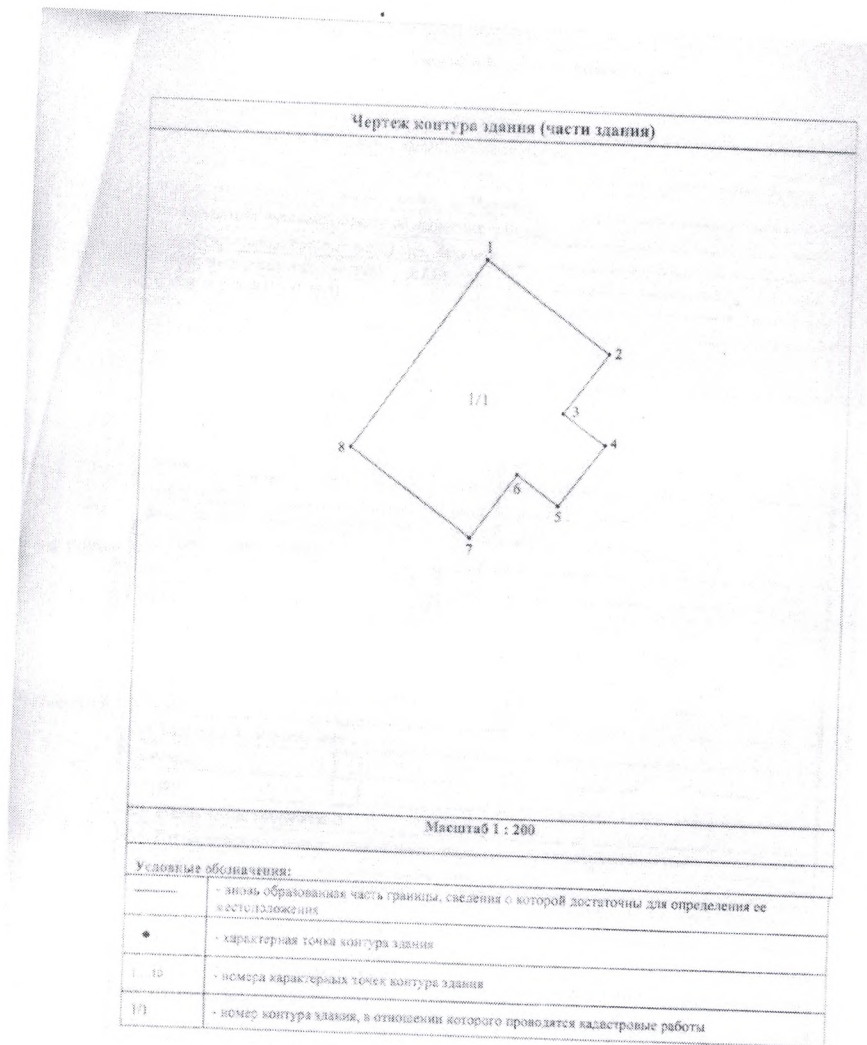 Чертеж контура здания (части здания)
1
2
1/1
3
8
4
6
5
7
Масштаб 1 : 200
Условные обозначения:
- вновь образованная часть границы, сведения о которой достаточны для определения ее
местоположения
- характерная точка контура здания
1 ... 10 - номера характерных точек контура здания
1/1 - номер контура здания, в отношении которого проводятся кадастровые работы